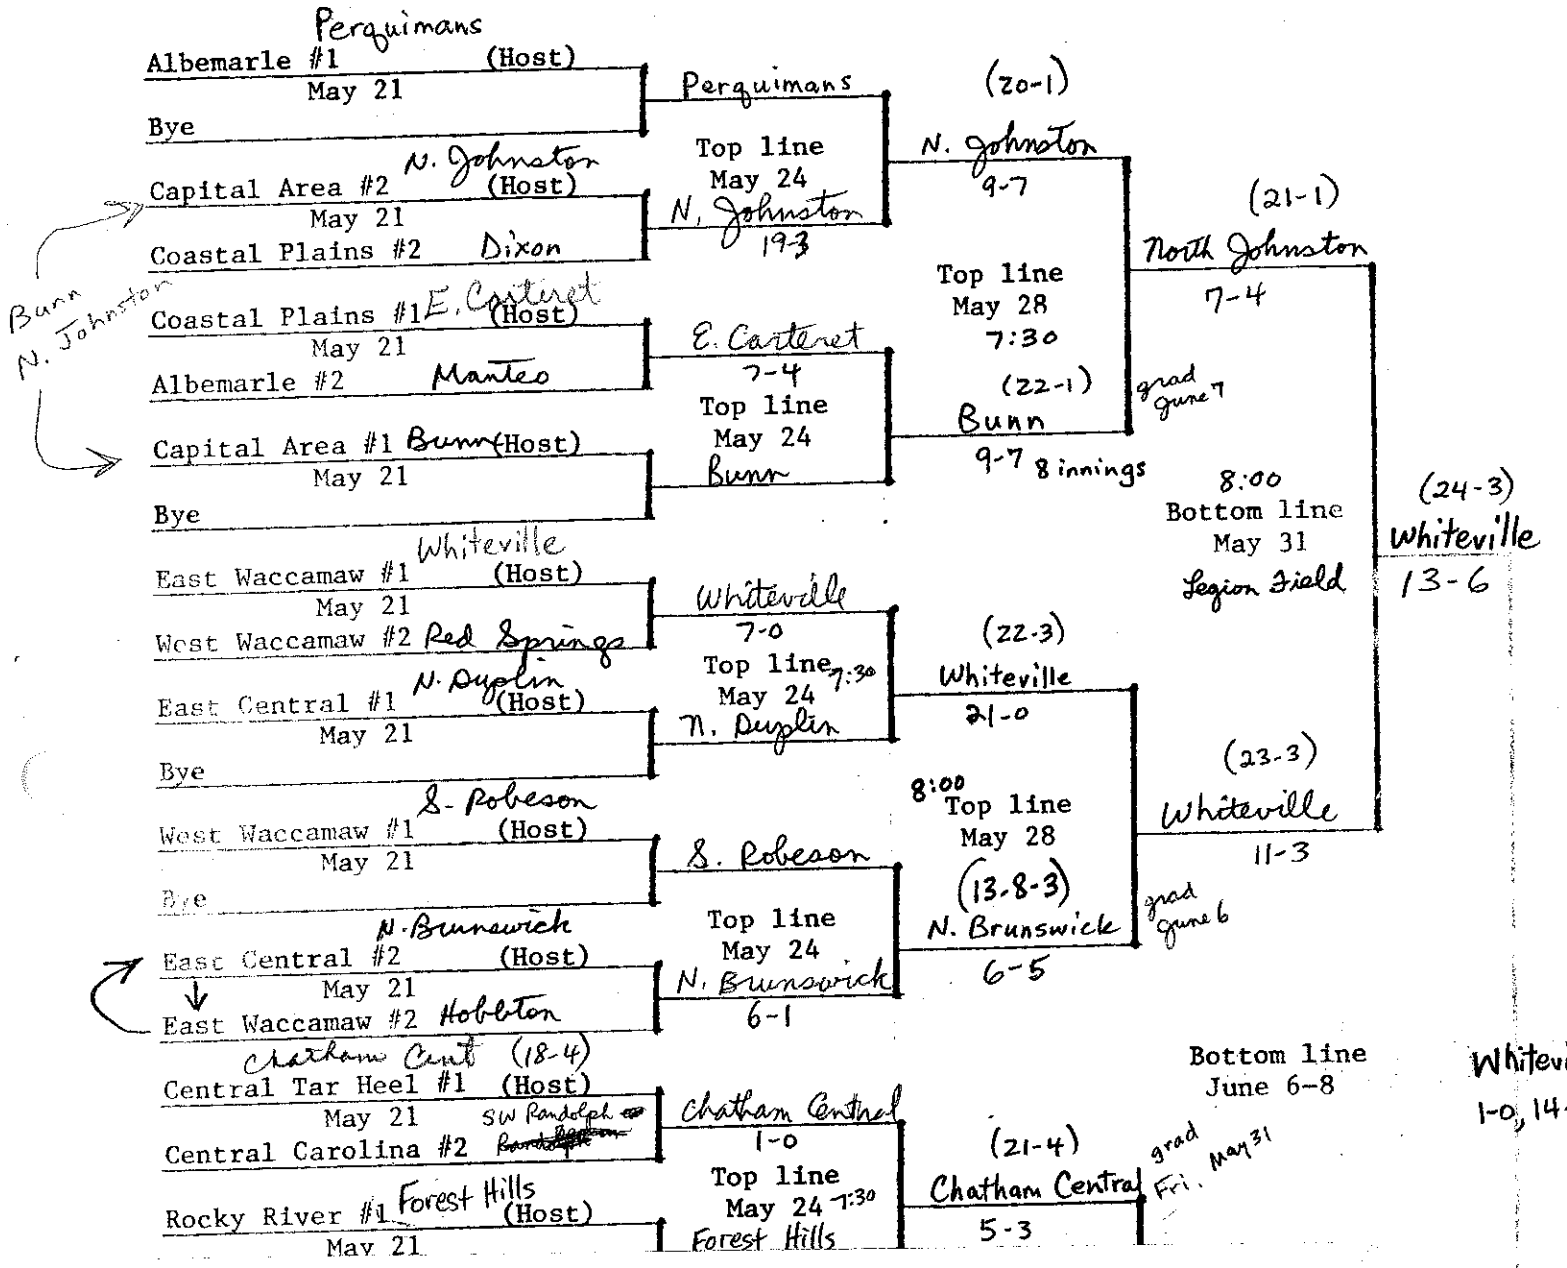 Perquimans
Albemarle #1 (Host)
May 21
Bye
Perquimans
(20-1)
Top line
May 24
N. Johnston
9-7
N. Johnston
Capital Area #2 (Host)
May 21
Coastal Plains #2 Dixon
N. Johnston
19-3
(21-1)
North Johnston
7-4
Top line
May 28
7:30
Bunn
N. Johnston
E. Carteret
Coastal Plains #1 (Host)
May 21
Albemarle #2 Manteo
E. Carteret
7-4
Top line
May 24
(22-1)
Bunn
9-7 8 innings
grad
June 7
Capital Area #1 Bunn (Host)
May 21
Bye
Bunn
8:00
Bottom line
May 31
Legion Field
(24-3)
Whiteville
13-6
Whiteville
East Waccamaw #1 (Host)
May 21
West Waccamaw #2 Red Springs
Whiteville
7-0
Top line 7:30
May 24
(22-3)
Whiteville
21-0
N. Duplin
East Central #1 (Host)
May 21
Bye
N. Duplin
8:00
Top line
May 28
(23-3)
Whiteville
11-3
S. Robeson
West Waccamaw #1 (Host)
May 21
Bye
S. Robeson
Top line
May 24
(13-8-3)
N. Brunswick
6-5
grad
June 6
N. Brunswick
East Central #2 (Host)
May 21
East Waccamaw #2 Hobbton
N. Brunswick
6-1
Chatham Cent (18-4)
Central Tar Heel #1 (Host)
May 21 SW Randolph
Central Carolina #2
Chatham Central
1-0
Top line
May 24 7:30
(21-4)
Chatham Central
5-3
grad
Fri. May 31
Bottom line
June 6-8
Whitevi
1-0, 14-
Forest Hills
Rocky River #1 (Host)
May 21
Forest Hills